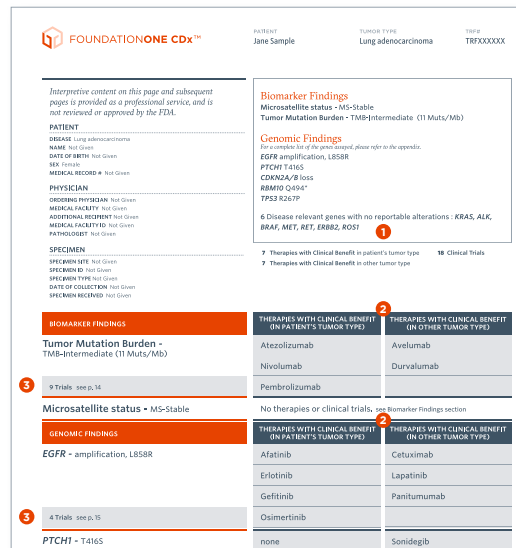 FOUNDATIONONE CDx™
PATIENT
Jane Sample
TUMOR TYPE
Lung adenocarcinoma
TRF#
TRFXXXXXX
Interpretive content on this page and subsequent
pages is provided as a professional service, and is
not reviewed or approved by the FDA.
PATIENT
DISEASE Lung adenocarcinoma
NAME Not Given
DATE OF BIRTH Not Given
SEX Female
MEDICAL RECORD # Not Given
PHYSICIAN
ORDERING PHYSICIAN Not Given
MEDICAL FACILITY Not Given
ADDITIONAL RECIPIENT Not Given
MEDICAL FACILITY ID Not Given
PATHOLOGIST Not Given
SPECIMEN
SPECIMEN SITE Not Given
SPECIMEN ID Not Given
SPECIMEN TYPE Not Given
DATE OF COLLECTION Not Given
SPECIMEN RECEIVED Not Given
Biomarker Findings
Microsatellite status - MS-Stable
Tumor Mutation Burden - TMB-Intermediate (11 Muts/Mb)
Genomic Findings
For a complete list of the genes assayed, please refer to the appendix.
EGFR amplification, L858R
PTCH1 T416S
CDKN2A/B loss
RBM10 Q494*
TP53 R267P
6 Disease relevant genes with no reportable alterations : KRAS, ALK,
BRAF, MET, RET, ERBB2, ROS1
1
7 Therapies with Clinical Benefit in patient's tumor type
18 Clinical Trials
7 Therapies with Clinical Benefit in other tumor type
2
BIOMARKER FINDINGS
THERAPIES WITH CLINICAL BENEFIT
(IN PATIENT'S TUMOR TYPE)
THERAPIES WITH CLINICAL BENEFIT
(IN OTHER TUMOR TYPE)
Tumor Mutation Burden -
TMB-Intermediate (11 Muts/Mb)
Atezolizumab
Avelumab
Nivolumab
Durvalumab
3
9 Trials see p, 14
Pembrolizumab
Microsatellite status - MS-Stable
No therapies or clinical trials. see Biomarker Findings section
2
GENOMIC FINDINGS
THERAPIES WITH CLINICAL BENEFIT
(IN PATIENT'S TUMOR TYPE)
THERAPIES WITH CLINICAL BENEFIT
(IN OTHER TUMOR TYPE)
EGFR - amplification, L858R
Afatinib
Cetuximab
Erlotinib
Lapatinib
Gefitinib
Panitumumab
3
4 Trials see p, 15
Osimertinib
PTCH1 - T416S
none
Sonidegib